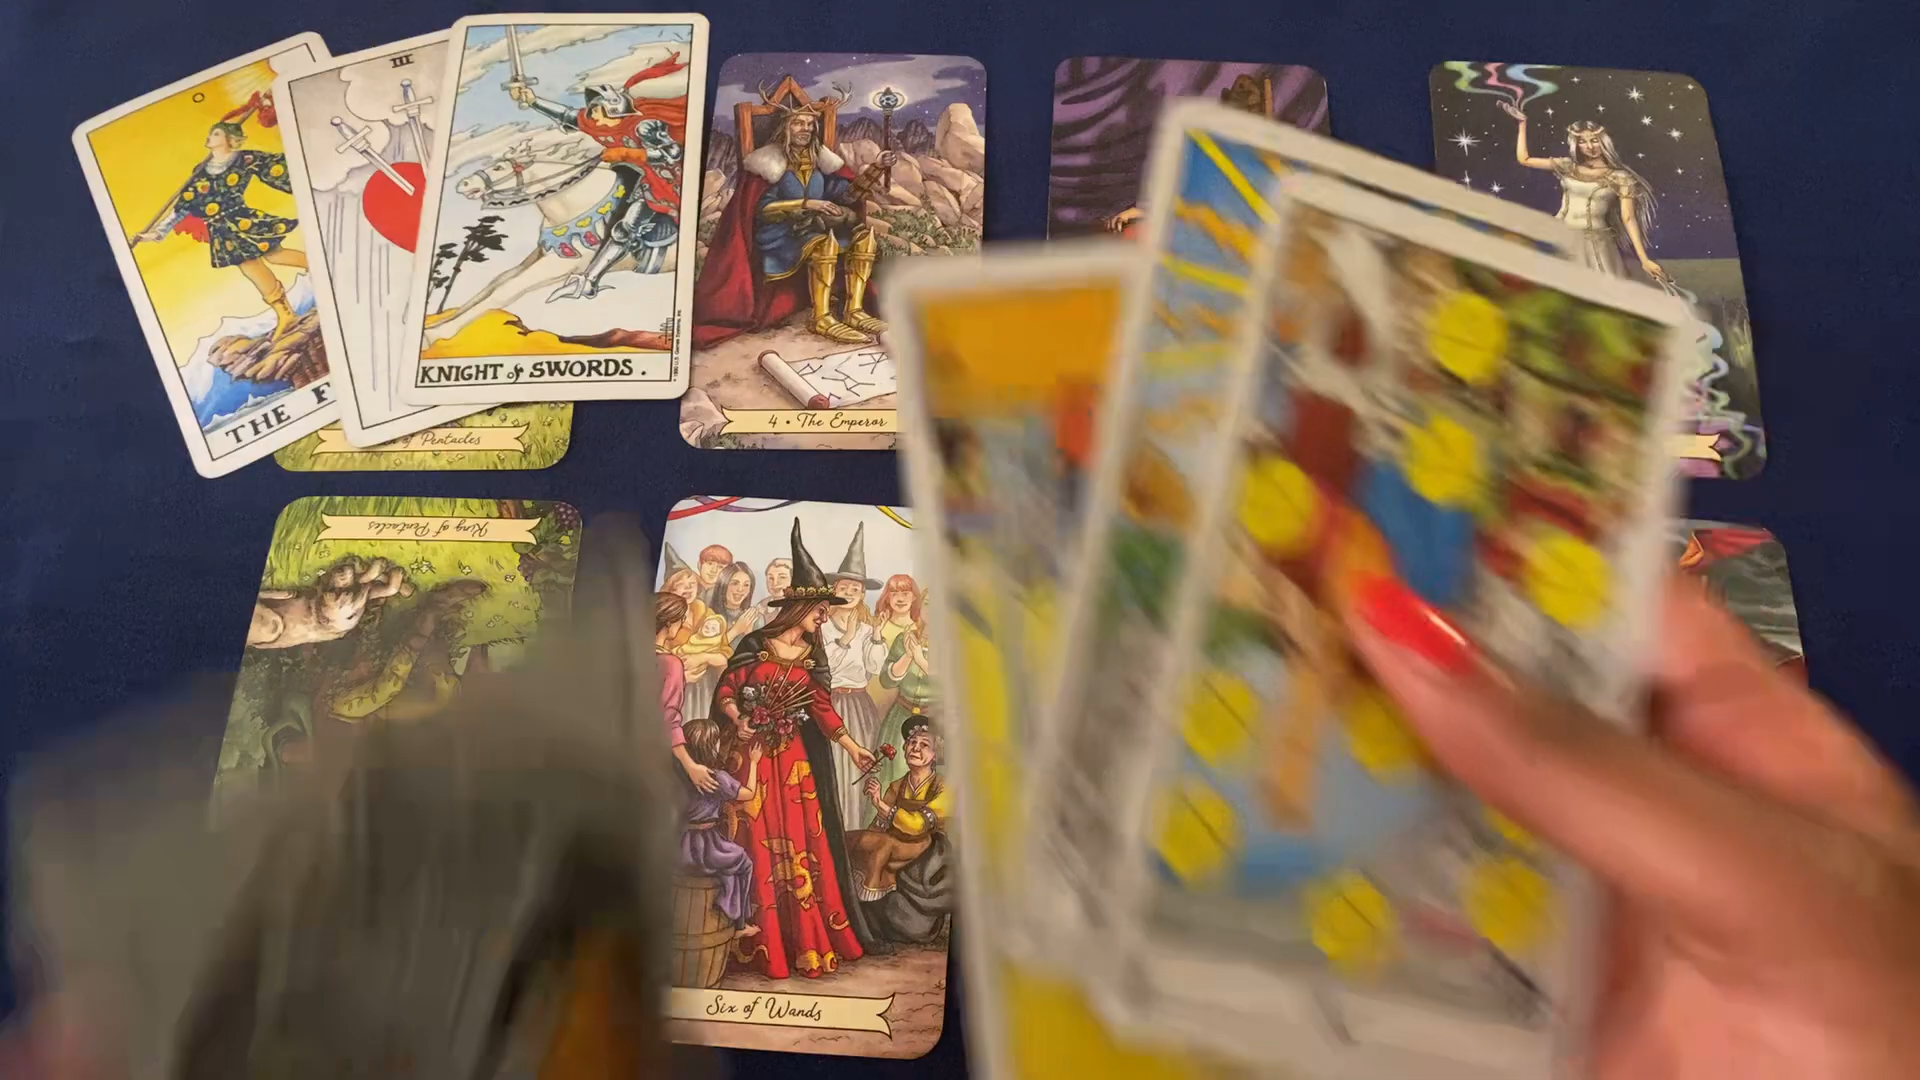 O
III
THE F
KNIGHT of SWORDS.
of Pentacles
4 • The Emperor
King of Pentacles
Six of Wands